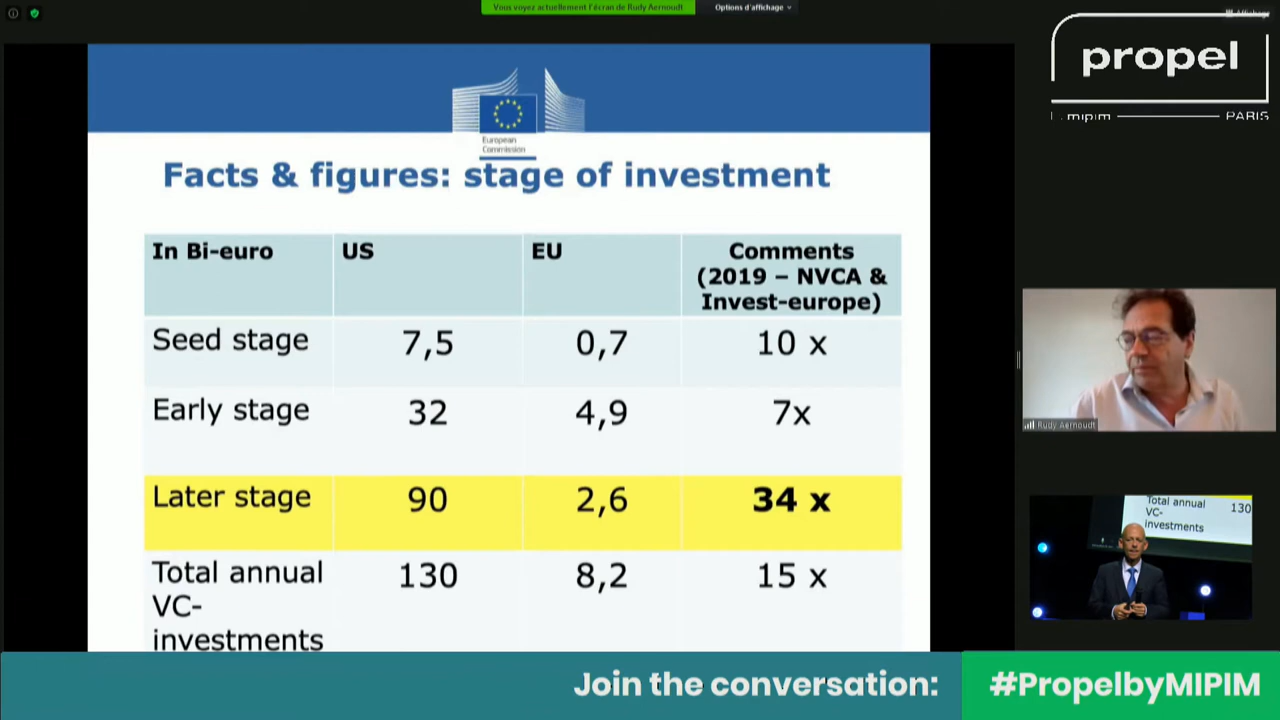 Vous voyez actuellement l'écran de Rudy Aernoudt
Options d'affichage
Affichage
propel
mipim
PARIS
European
Commission
Facts & figures: stage of investment
In Bi-euro US EU Comments
(2019 – NVCA &
Invest-europe)
Seed stage 7,5 0,7 10 x
Early stage 32 4,9 7x
Later stage 90 2,6 34 x
Total annual 130 8,2 15 x
VC-
investments
Rudy Aernoudt
Total annual 130
VC-
investments
Join the conversation: #PropelbyMIPIM